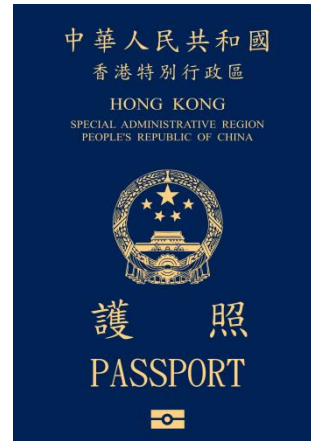 中華人民共和國
香港特別行政區
HONG KONG
SPECIAL ADMINISTRATIVE REGION
PEOPLE'S REPUBLIC OF CHINA
護照
PASSPORT